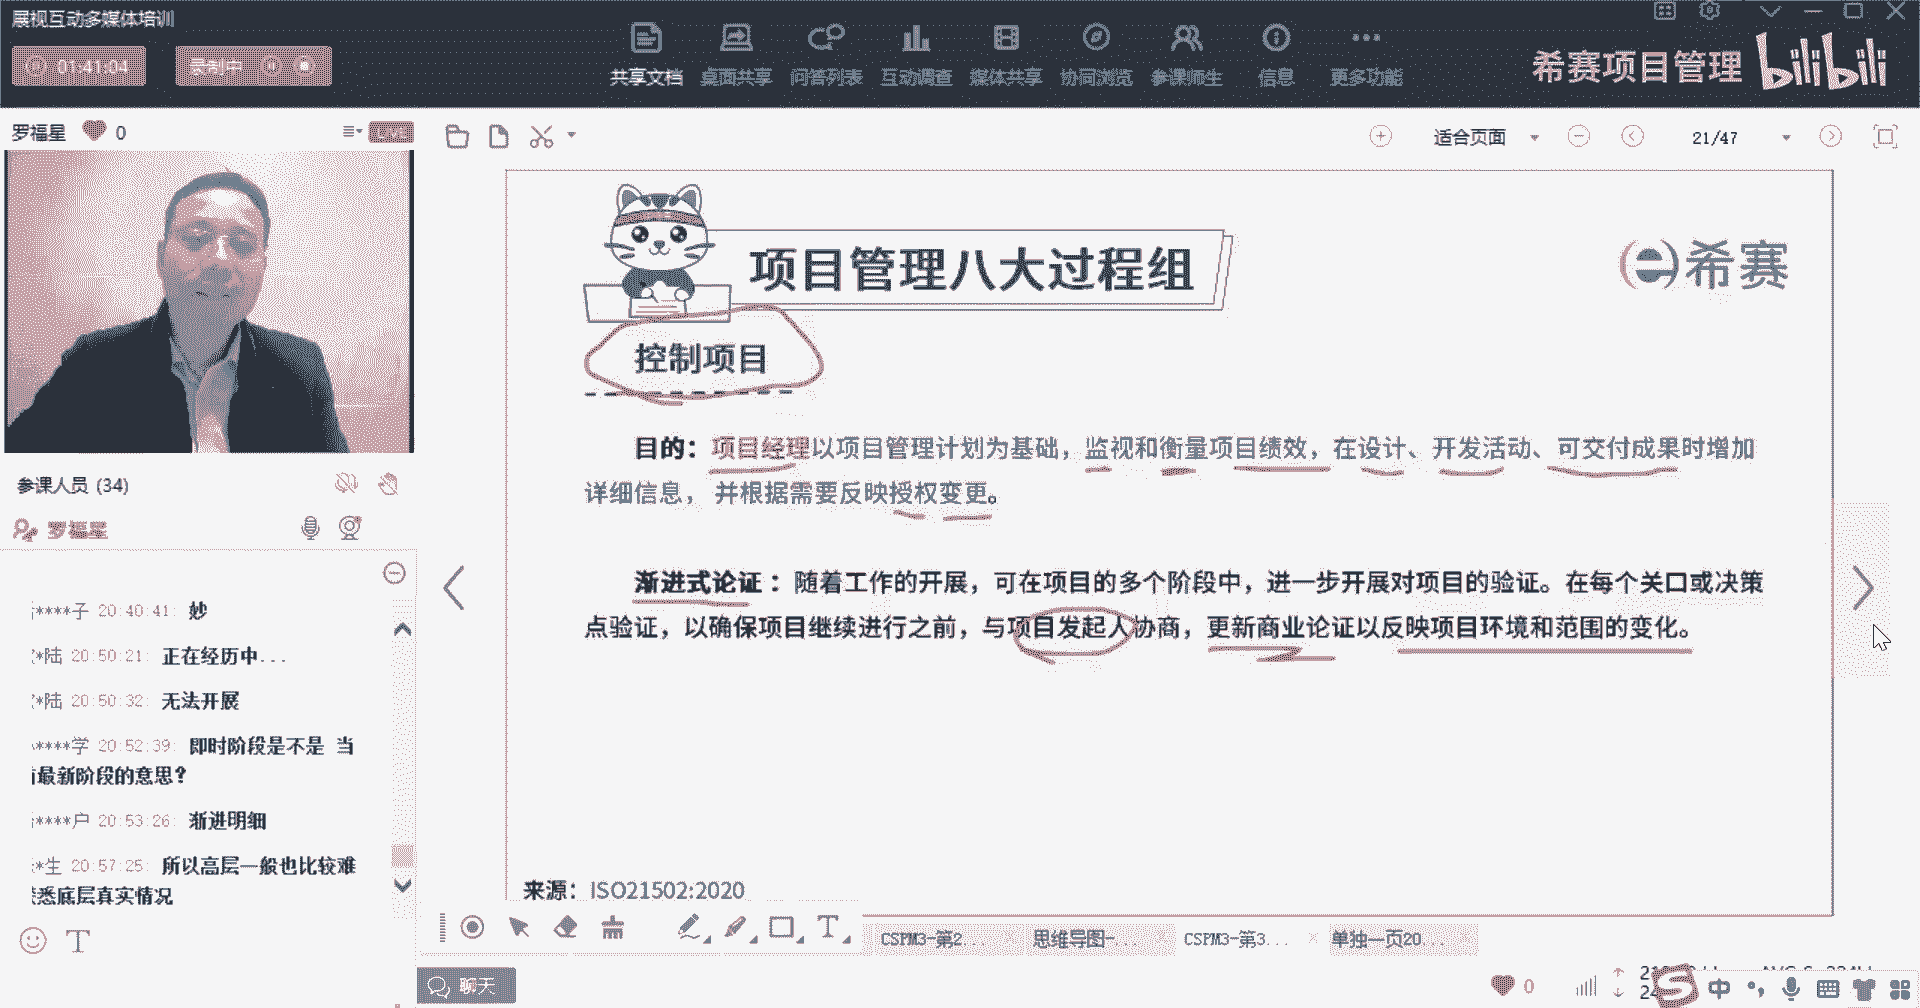 展视互动多媒体培训
01:41:04
录制中
共享文档 桌面共享 问答列表 互动调查 媒体共享 协同浏览 参课师生 信息 更多功能
希赛项目管理 bilibili
罗福星 0 LIVE
适合页面 21/47
项目管理八大过程组
希赛
控制项目
目的：项目经理以项目管理计划为基础，监视和衡量项目绩效，在设计、开发活动、可交付成果时增加
详细信息， 并根据需要反映授权变更。
渐进式论证：随着工作的开展，可在项目的多个阶段中，进一步开展对项目的验证。在每个关口或决策
点验证，以确保项目继续进行之前，与项目发起人协商，更新商业论证以反映项目环境和范围的变化。
来源：ISO21502:2020
参课人员 (34)
罗福星
****子 20:40:41: 妙
*陆 20:50:21: 正在经历中...
*陆 20:50:32: 无法开展
****学 20:52:39: 即时阶段是不是 当
最新阶段的意思?
****户 20:53:26: 渐进明细
*生 20:57:25: 所以高层一般也比较难
悉底层真实情况
CSPM3-第2... 思维导图-... CSPM3-第3... 单独一页20...
聊天
0
中